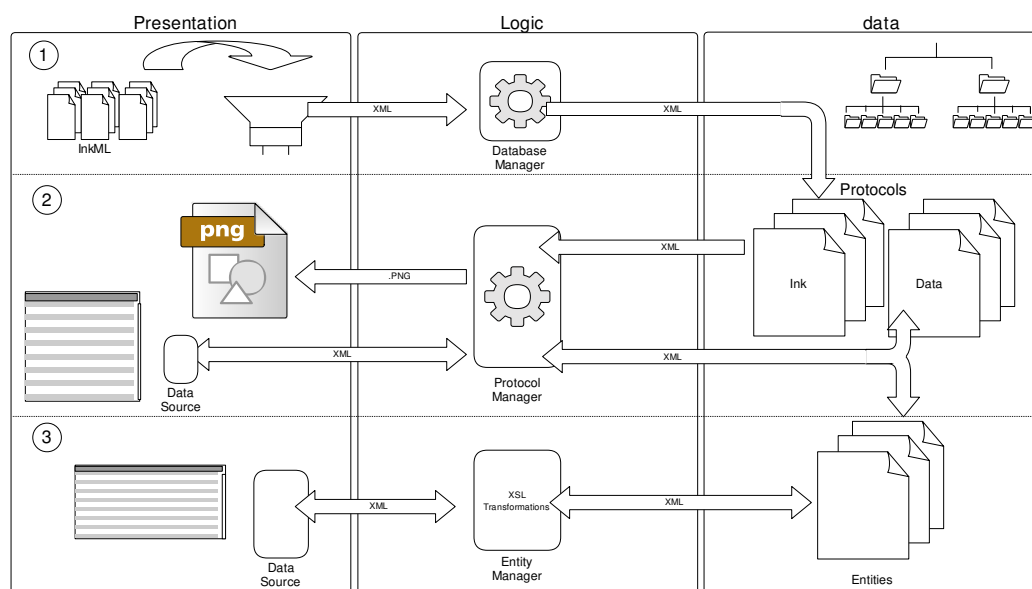 Presentation
Logic
data
1
InkML
XML
Database
Manager
XML
2
png
.PNG
XML
Protocols
Ink
Data
Data
Source
XML
Protocol
Manager
XML
3
Data
Source
XML
XSL
Transformations
Entity
Manager
XML
Entities